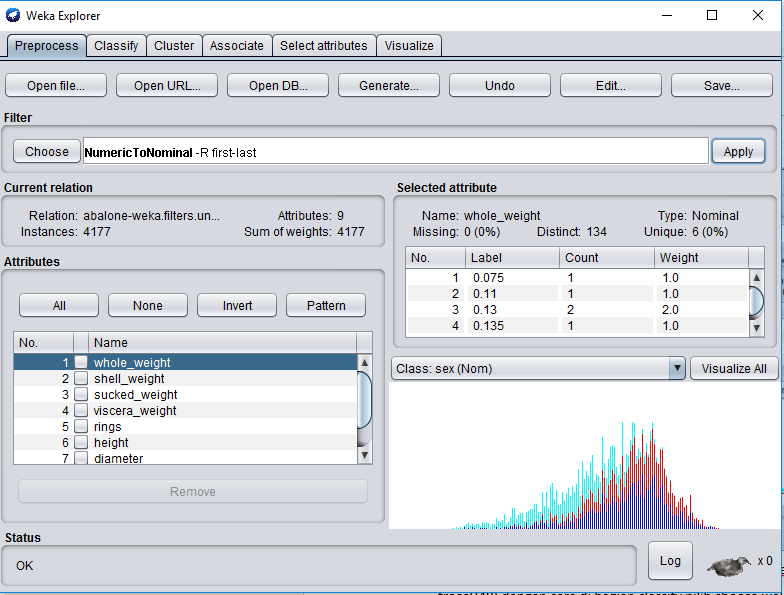 Weka Explorer
Preprocess Classify Cluster Associate Select attributes Visualize
Open file... Open URL... Open DB... Generate... Undo Edit... Save...
Filter
Choose NumericToNominal -R first-last Apply
Current relation
Relation: abalone-weka.filters.un... Attributes: 9
Instances: 4177 Sum of weights: 4177
Selected attribute
Name: whole_weight Type: Nominal
Missing: 0 (0%) Distinct: 134 Unique: 6 (0%)
No. Label Count Weight
1 0.075 1 1.0
2 0.11 1 1.0
3 0.13 2 2.0
4 0.135 1 1.0
Attributes
All None Invert Pattern
No. Name
1 whole_weight
2 shell_weight
3 sucked_weight
4 viscera_weight
5 rings
6 height
7 diameter
Remove
Class: sex (Nom) Visualize All
Status
OK
Log x 0